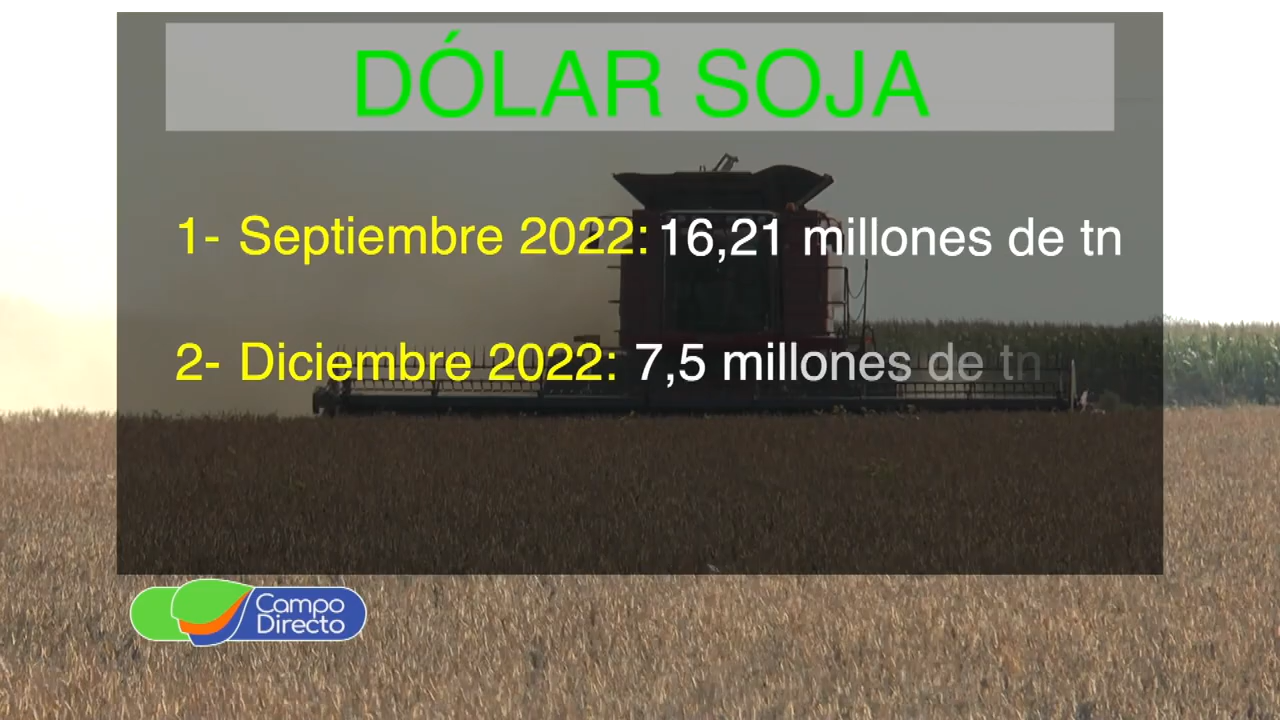 DÓLAR SOJA
1- Septiembre 2022: 16,21 millones de tn
2- Diciembre 2022: 7,5 millones de tn
Campo
Directo